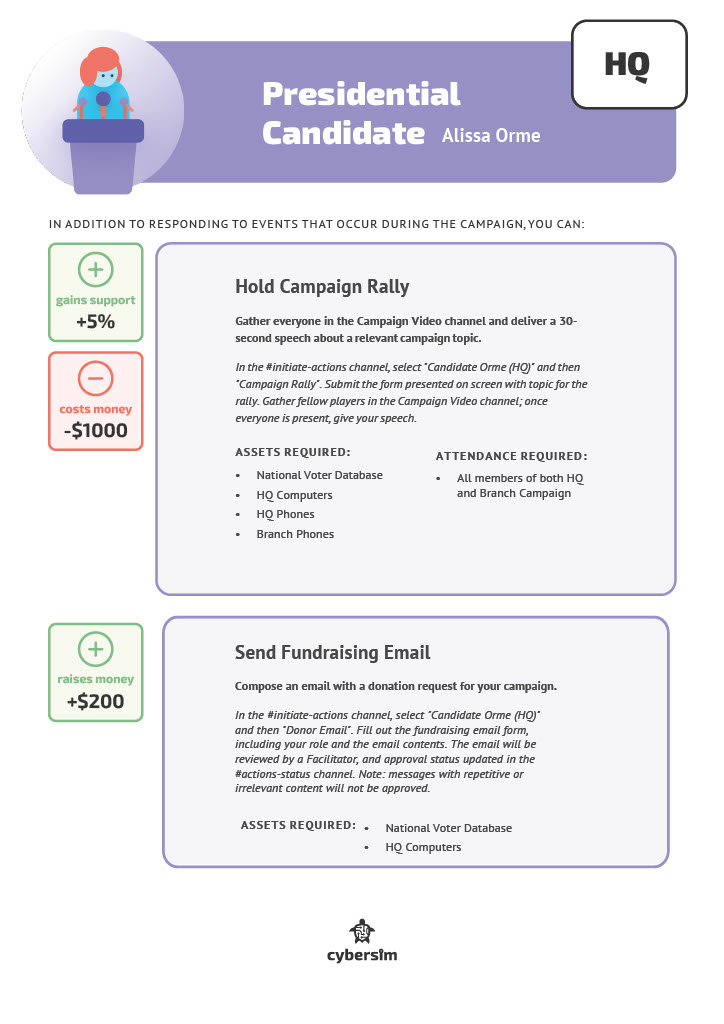 HQ
Presidential
Candidate Alissa Orme
IN ADDITION TO RESPONDING TO EVENTS THAT OCCUR DURING THE CAMPAIGN, YOU CAN:
gains support
+5%
costs money
-$1000
Hold Campaign Rally
Gather everyone in the Campaign Video channel and deliver a 30-
second speech about a relevant campaign topic.
In the #initiate-actions channel, select "Candidate Orme (HQ)" and then
"Campaign Rally". Submit the form presented on screen with topic for the
rally. Gather fellow players in the Campaign Video channel; once
everyone is present, give your speech.
ASSETS REQUIRED:
• National Voter Database
• HQ Computers
• HQ Phones
• Branch Phones
ATTENDANCE REQUIRED:
• All members of both HQ
and Branch Campaign
raises money
+$200
Send Fundraising Email
Compose an email with a donation request for your campaign.
In the #initiate-actions channel, select "Candidate Orme (HQ)"
and then "Donor Email". Fill out the fundraising email form,
including your role and the email contents. The email will be
reviewed by a Facilitator, and approval status updated in the
#actions-status channel. Note: messages with repetitive or
irrelevant content will not be approved.
ASSETS REQUIRED:
• National Voter Database
• HQ Computers
cybersim